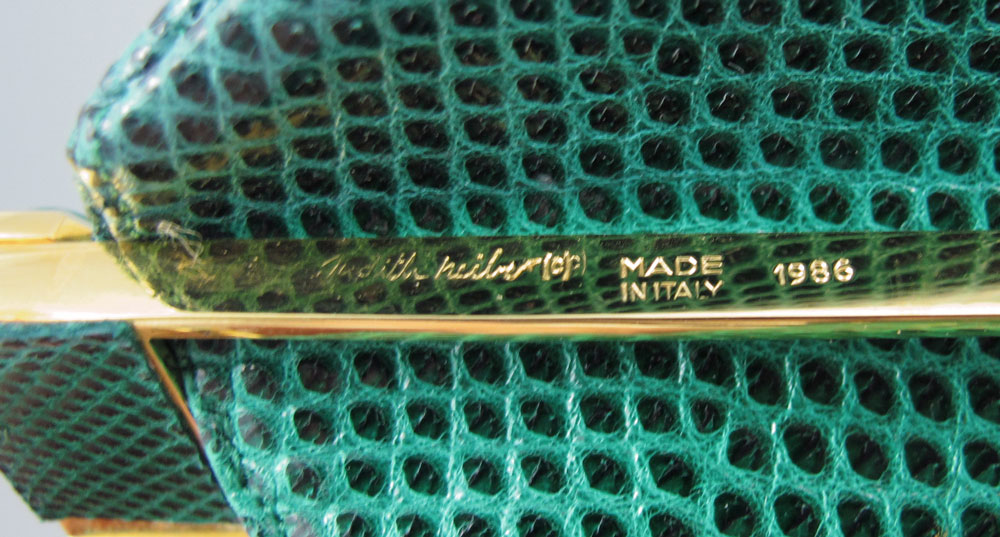 Judith Leiber (c/p)
MADE
IN ITALY
1986